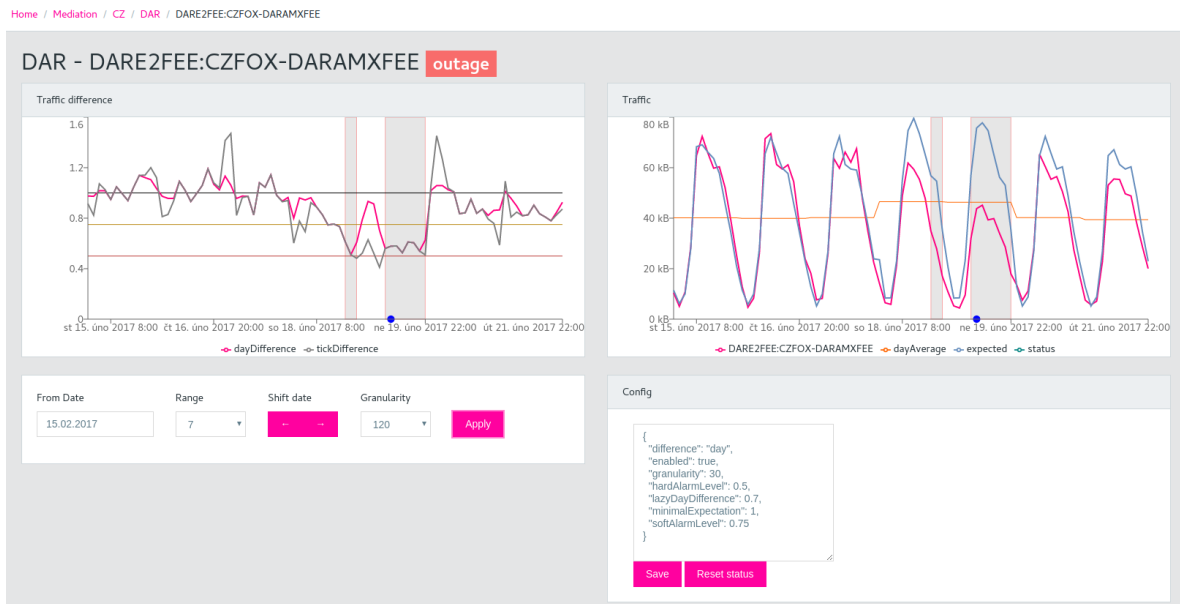 Home / Mediation / CZ / DAR / DARE2FEE:CZFOX-DARAMXFEE
DAR - DARE2FEE:CZFOX-DARAMXFEE outage
Traffic difference
1.6
1.2
0.8
0.4
0
st 15. úno 2017 8:00 čt 16. úno 2017 20:00 so 18. úno 2017 8:00 ne 19. úno 2017 22:00 út 21. úno 2017 22:00
dayDifference tickDifference
Traffic
80 kB
60 kB
40 kB
20 kB
0 kB
st 15. úno 2017 8:00 čt 16. úno 2017 20:00 so 18. úno 2017 8:00 ne 19. úno 2017 22:00 út 21. úno 2017 22:00
DARE2FEE:CZFOX-DARAMXFEE dayAverage expected status
From Date Range Shift date Granularity
15.02.2017 7 ← → 120 Apply
Config
{
"difference": "day",
"enabled": true,
"granularity": 30,
"hardAlarmLevel": 0.5,
"lazyDayDifference": 0.7,
"minimalExpectation": 1,
"softAlarmLevel": 0.75
}
Save Reset status